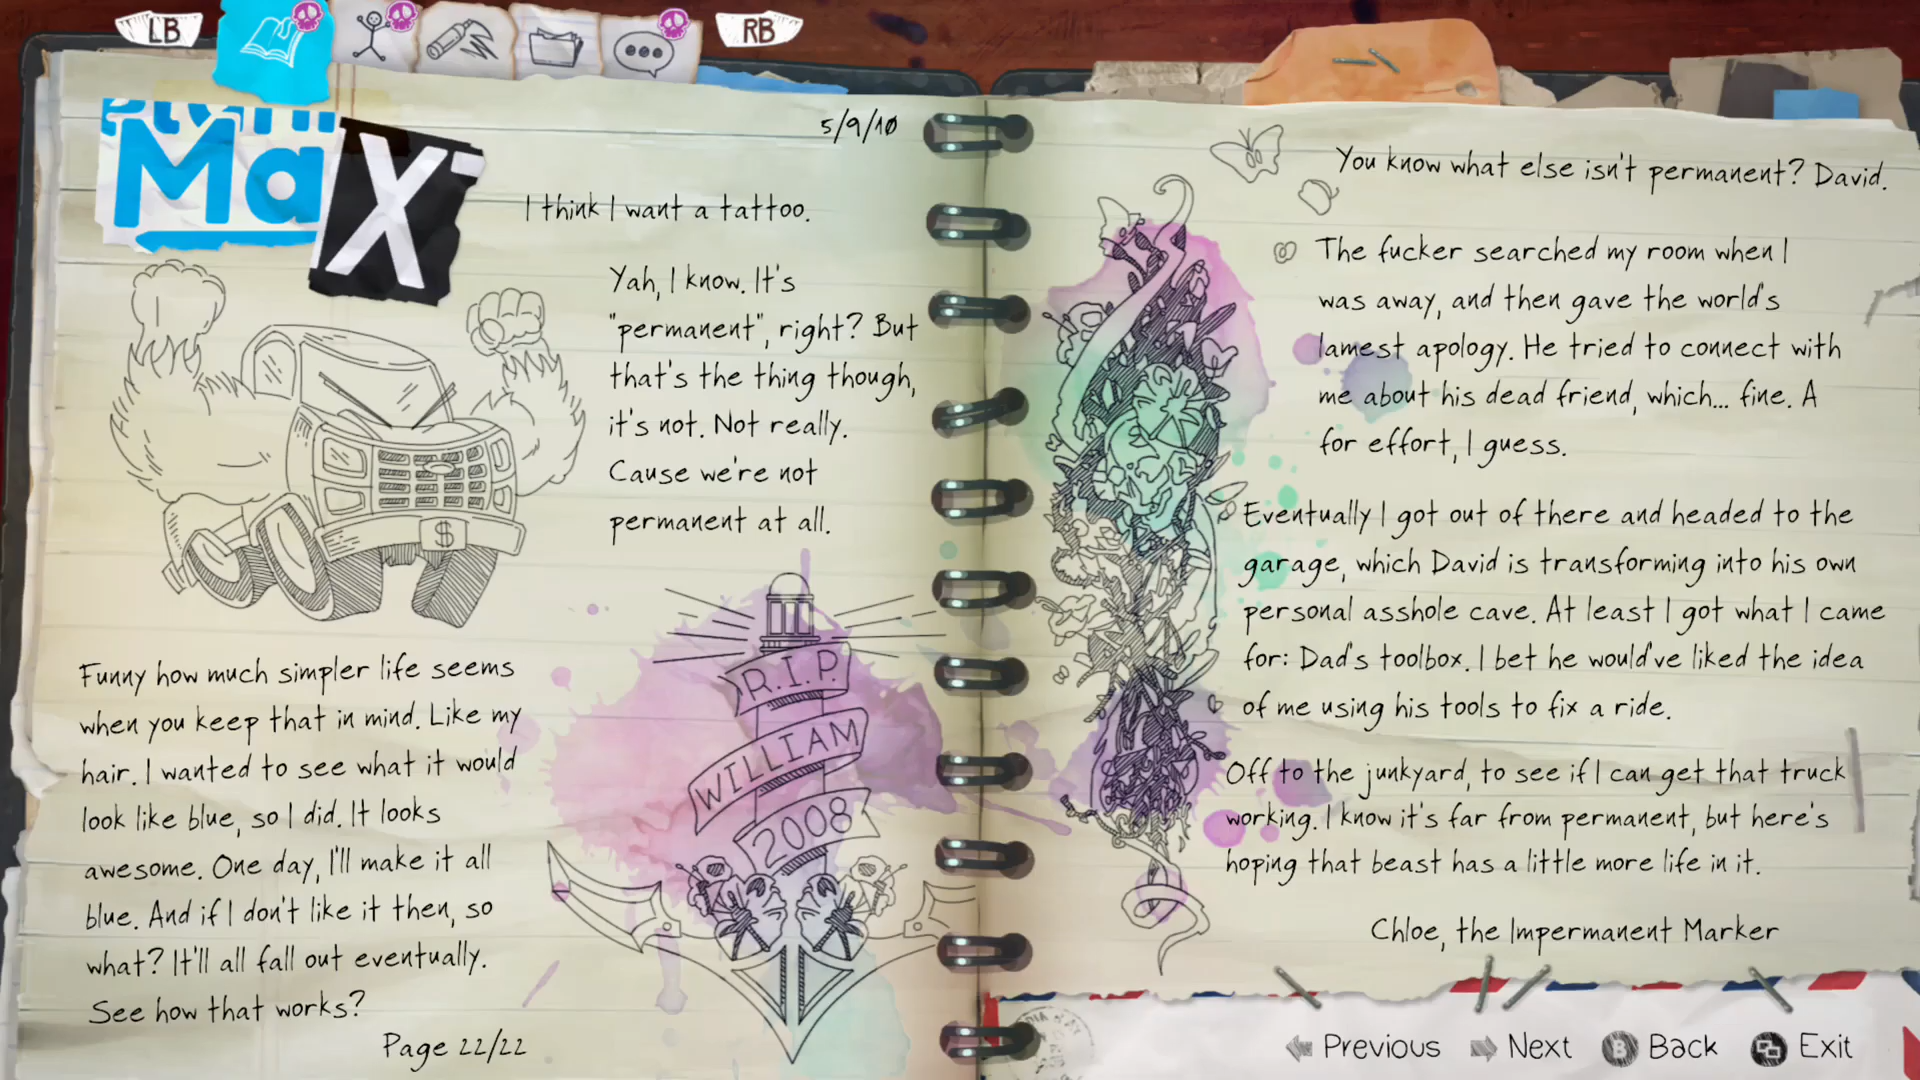 LB
RB
Max
5/9/10
I think I want a tattoo.
Yah, I know. It's
"permanent", right? But
that's the thing though,
it's not. Not really.
Cause we're not
permanent at all.
$
Funny how much simpler life seems
when you keep that in mind. Like my
hair. I wanted to see what it would
look like blue, so I did. It looks
awesome. One day, I'll make it all
blue. And if I don't like it then, so
what? It'll all fall out eventually.
See how that works?
R.I.P.
WILLIAM
2008
Page 22/22
You know what else isn't permanent? David.
The fucker searched my room when I
was away, and then gave the world's
lamest apology. He tried to connect with
me about his dead friend, which... fine. A
for effort, I guess.
Eventually I got out of there and headed to the
garage, which David is transforming into his own
personal asshole cave. At least I got what I came
for: Dad's toolbox. I bet he would've liked the idea
of me using his tools to fix a ride.
Off to the junkyard, to see if I can get that truck
working. I know it's far from permanent, but here's
hoping that beast has a little more life in it.
Chloe, the Impermanent Marker
Previous
Next
B Back
Exit